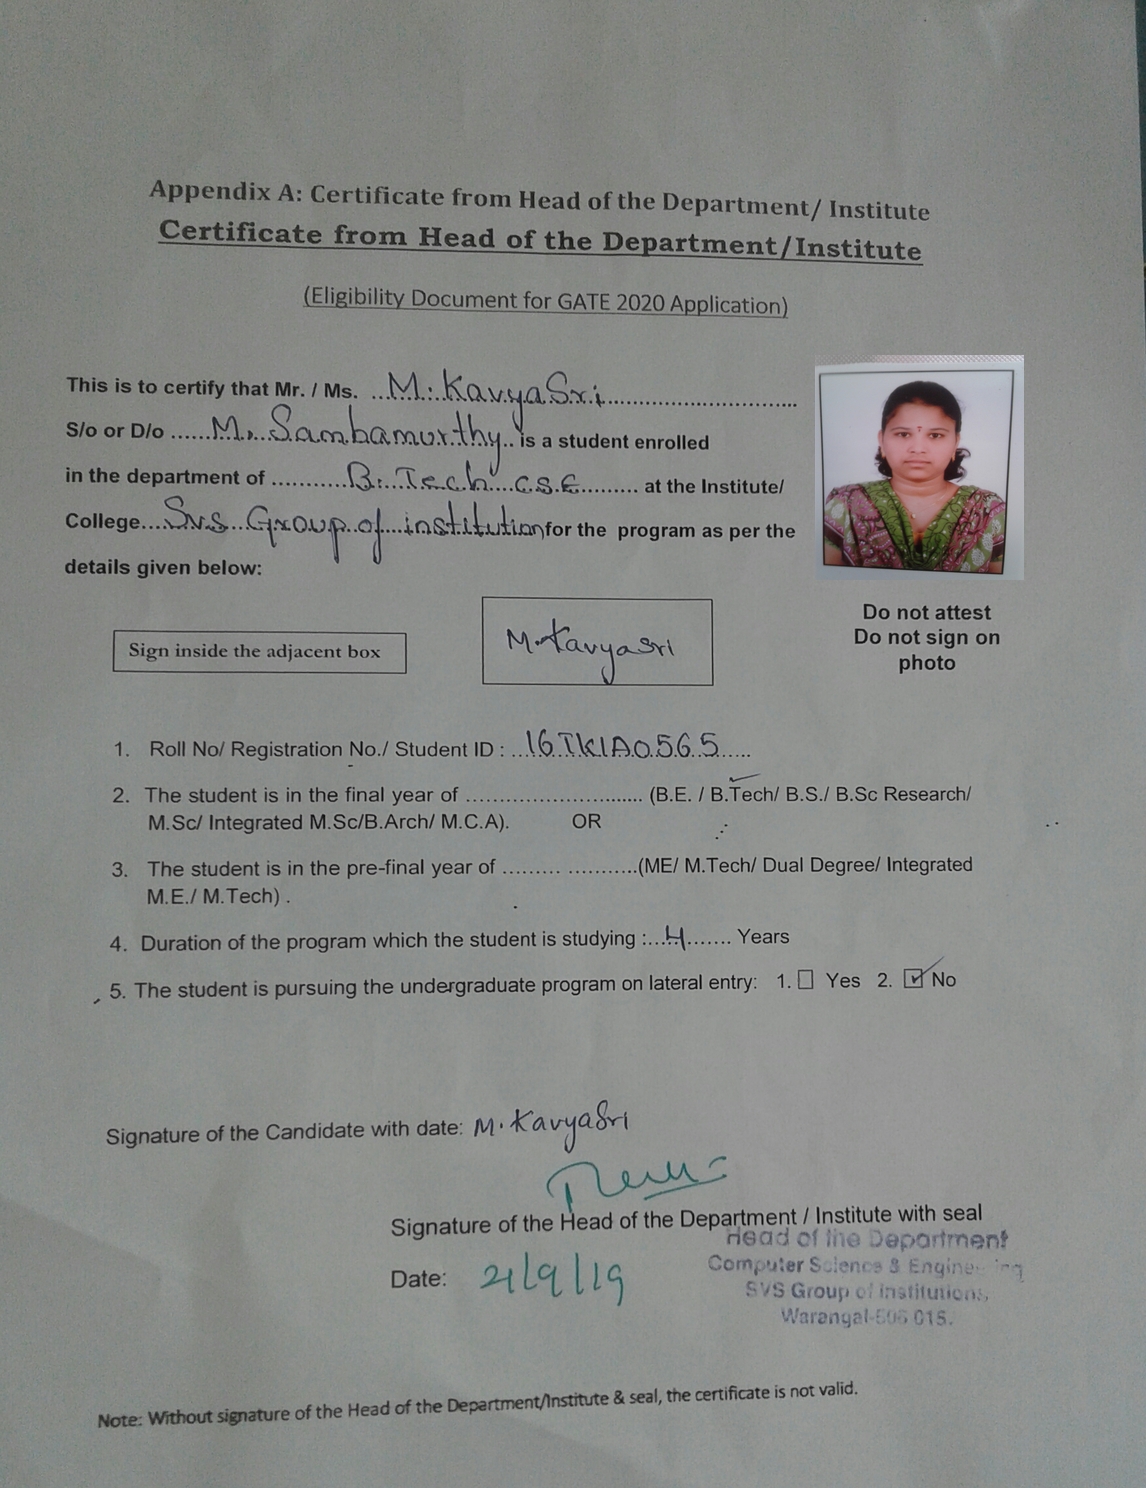 Appendix A: Certificate from Head of the Department/ Institute
Certificate from Head of the Department/Institute
(Eligibility Document for GATE 2020 Application)
This is to certify that Mr. / Ms. ...M. KavyaSri..............................
S/o or D/o ......M. Sambamurthy.. is a student enrolled
in the department of ...........B. Tech CSE......... at the Institute/
College....Svs Group of institution for the program as per the
details given below:
Do not attest
Do not sign on
photo
Sign inside the adjacent box
M. Kavyasri
1. Roll No/ Registration No./ Student ID : ...16TK1A0565.....
2. The student is in the final year of ............................... (B.E. / B.Tech/ B.S./ B.Sc Research/
M.Sc/ Integrated M.Sc/B.Arch/ M.C.A). OR
3. The student is in the pre-final year of ......... ............(ME/ M.Tech/ Dual Degree/ Integrated
M.E./ M.Tech) .
4. Duration of the program which the student is studying :...4....... Years
5. The student is pursuing the undergraduate program on lateral entry: 1. ☐ Yes 2. ☑ No
Signature of the Candidate with date: M. KavyaSri
Signature of the Head of the Department / Institute with seal
Head of the Department
Computer Science & Engineering
SVS Group of Institutions,
Warangal-506 015.
Date: 21/9/19
Note: Without signature of the Head of the Department/Institute & seal, the certificate is not valid.